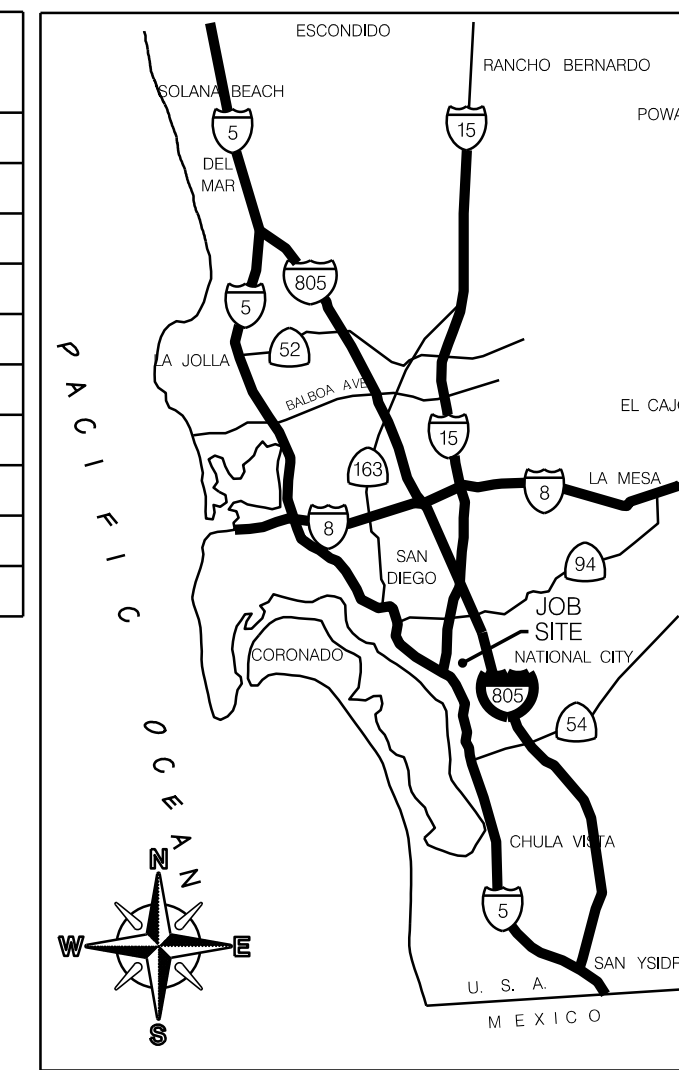 ESCONDIDO
RANCHO BERNARDO
SOLANA BEACH
POWA
5
15
DEL
MAR
805
5
52
LA JOLLA
BALBOA AVE
EL CAJO
15
163
LA MESA
8
8
SAN
DIEGO
94
JOB
SITE
CORONADO
NATIONAL CITY
805
54
PACIFIC OCEAN
CHULA VISTA
N
W
E
S
5
SAN YSIDR
U. S. A.
MEXICO